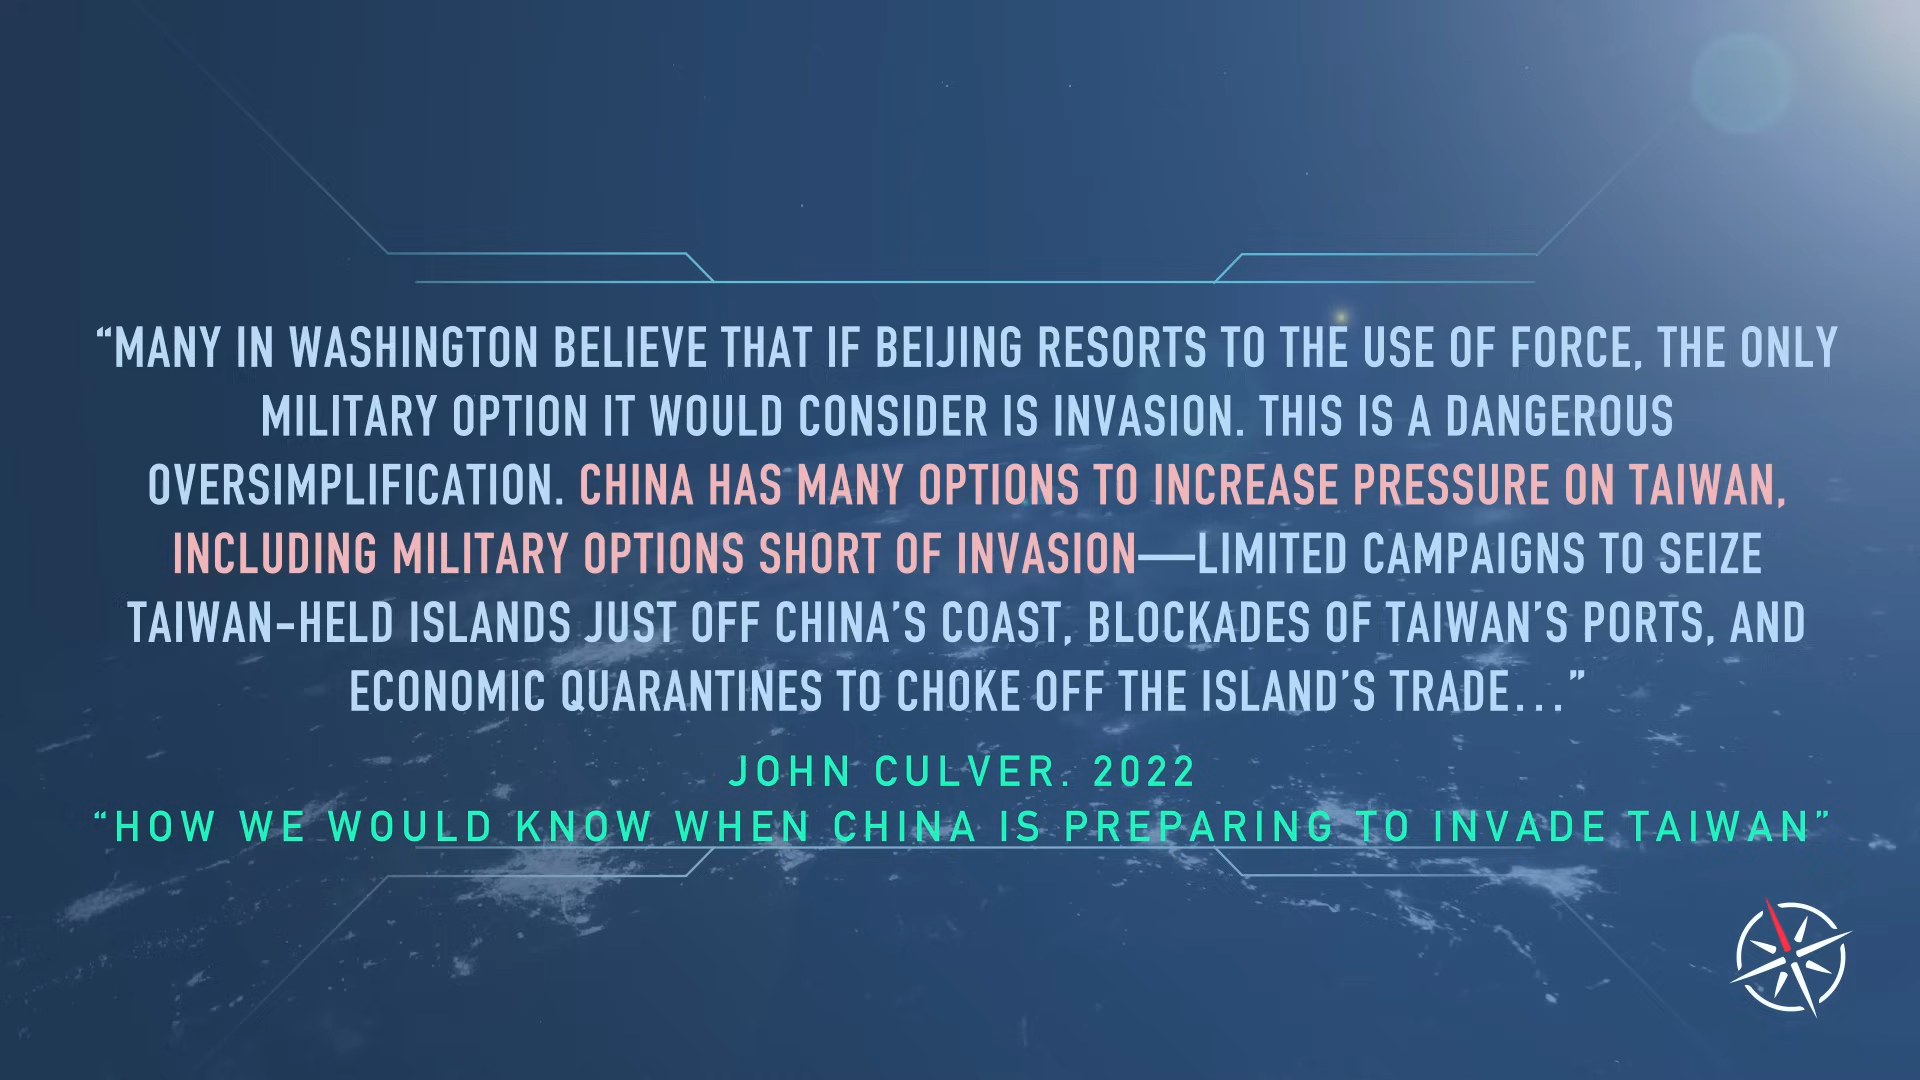 “MANY IN WASHINGTON BELIEVE THAT IF BEIJING RESORTS TO THE USE OF FORCE, THE ONLY
MILITARY OPTION IT WOULD CONSIDER IS INVASION. THIS IS A DANGEROUS
OVERSIMPLIFICATION. CHINA HAS MANY OPTIONS TO INCREASE PRESSURE ON TAIWAN,
INCLUDING MILITARY OPTIONS SHORT OF INVASION—LIMITED CAMPAIGNS TO SEIZE
TAIWAN-HELD ISLANDS JUST OFF CHINA’S COAST, BLOCKADES OF TAIWAN’S PORTS, AND
ECONOMIC QUARANTINES TO CHOKE OFF THE ISLAND’S TRADE...”
JOHN CULVER. 2022
“HOW WE WOULD KNOW WHEN CHINA IS PREPARING TO INVADE TAIWAN”